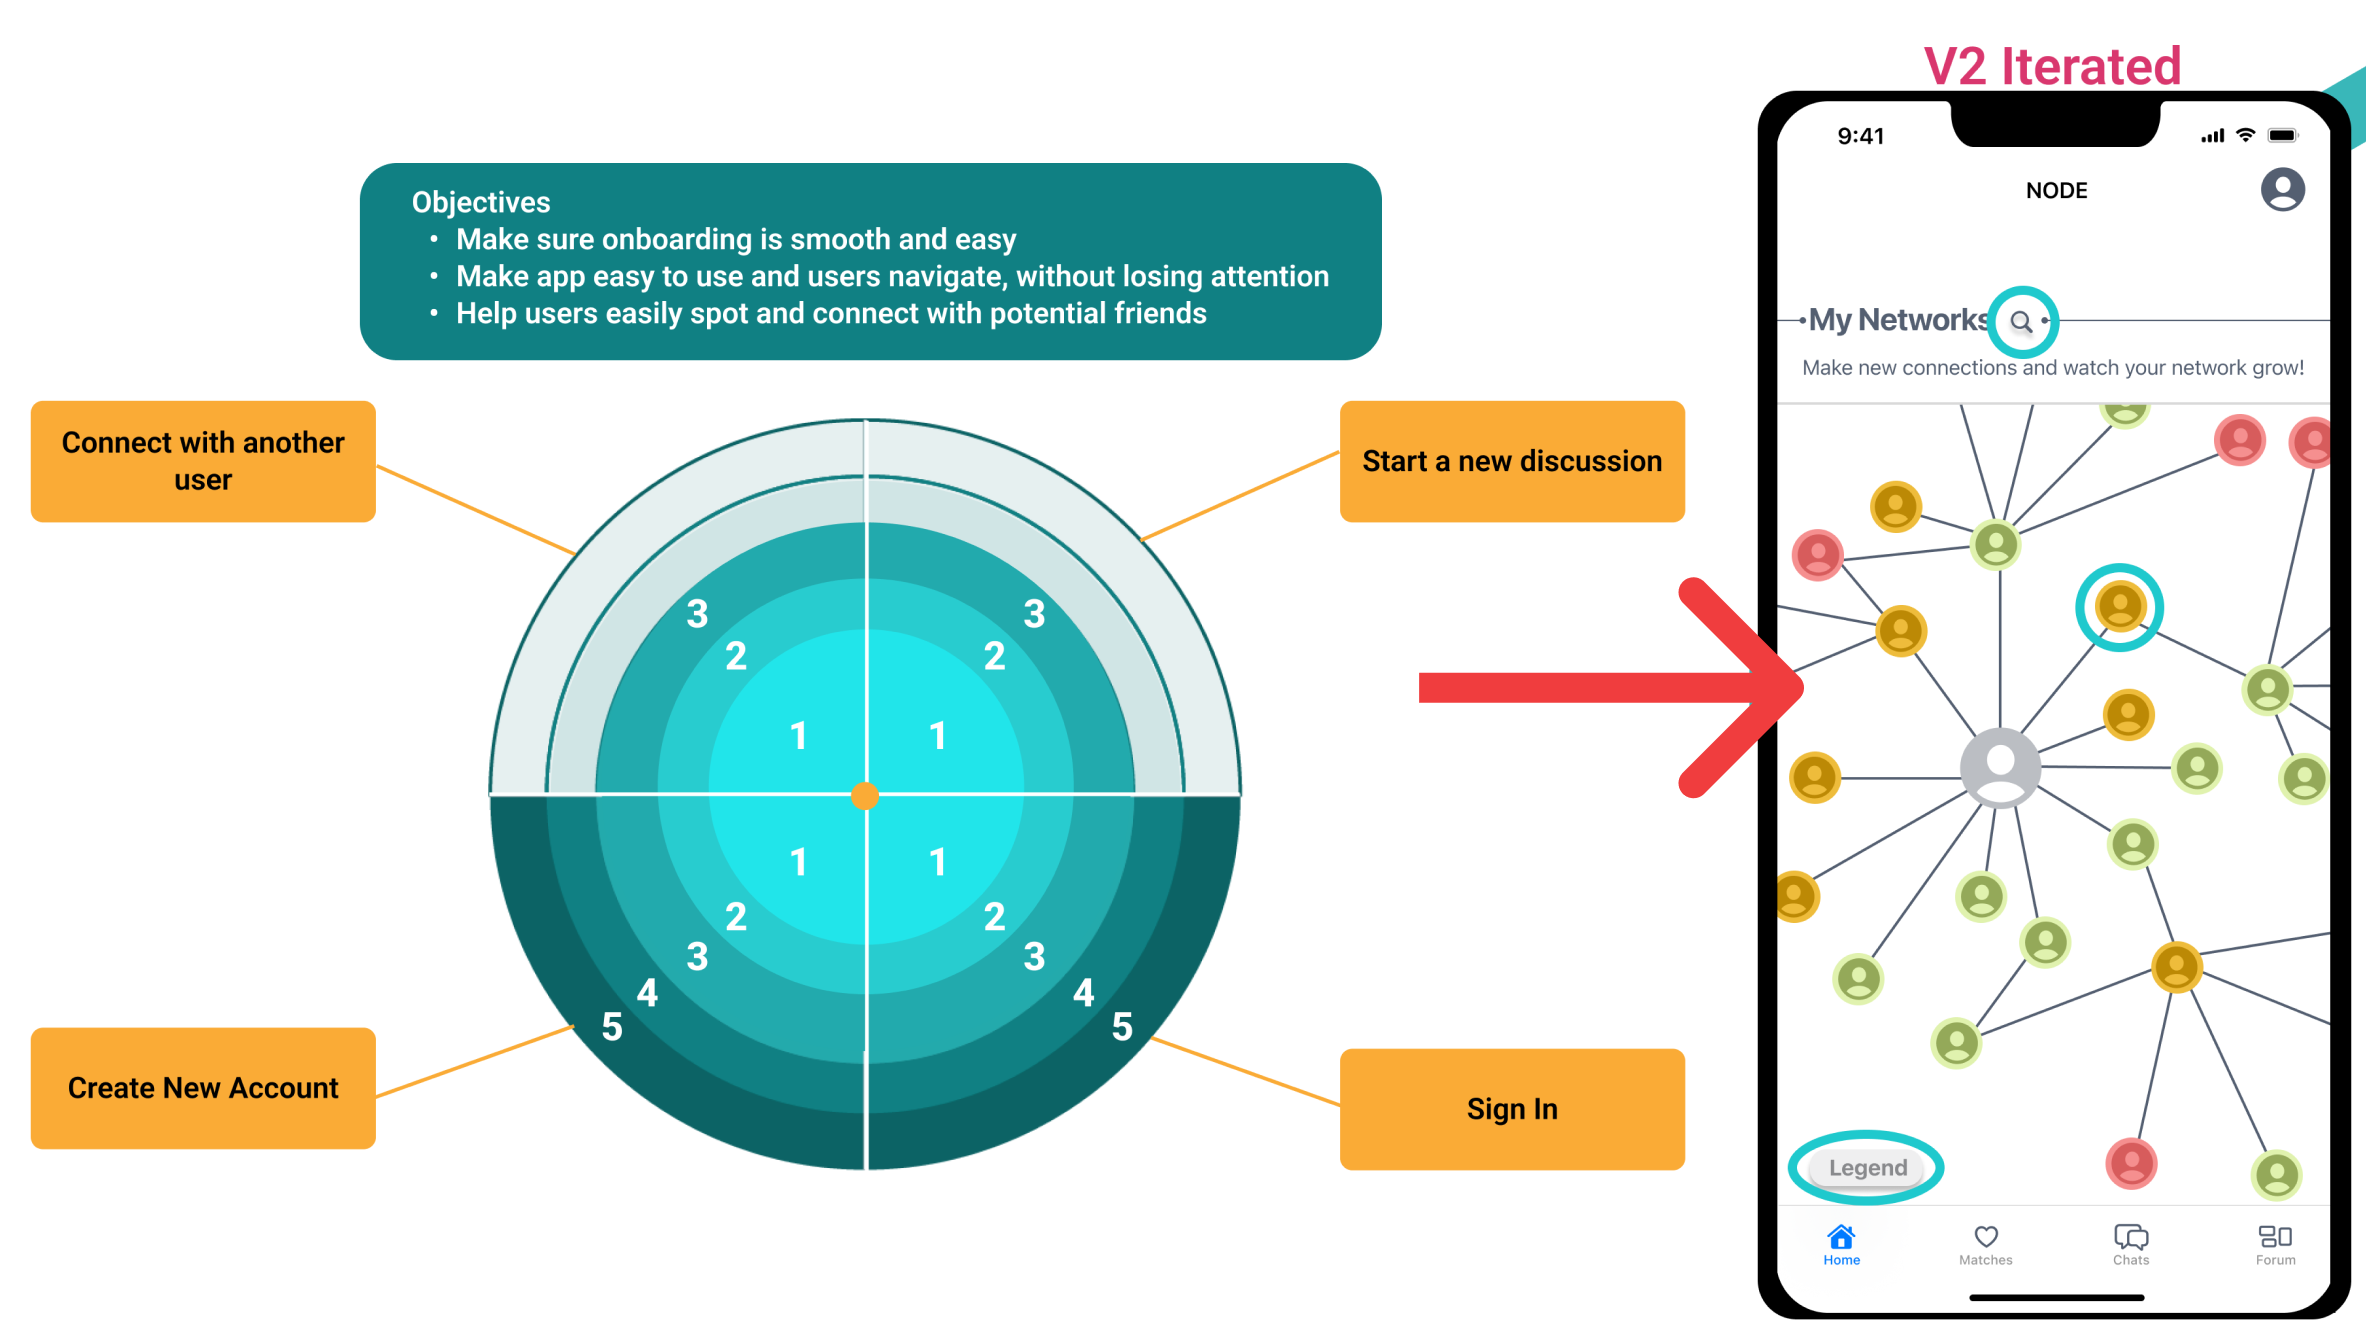 V2 Iterated
Objectives
• Make sure onboarding is smooth and easy
• Make app easy to use and users navigate, without losing attention
• Help users easily spot and connect with potential friends
Connect with another
user
Start a new discussion
3
3
2
2
1
1
1
1
2
2
3
3
4
4
5
5
Create New Account
Sign In
9:41
NODE
My Networks
Make new connections and watch your network grow!
Legend
Home
Matches
Chats
Forum